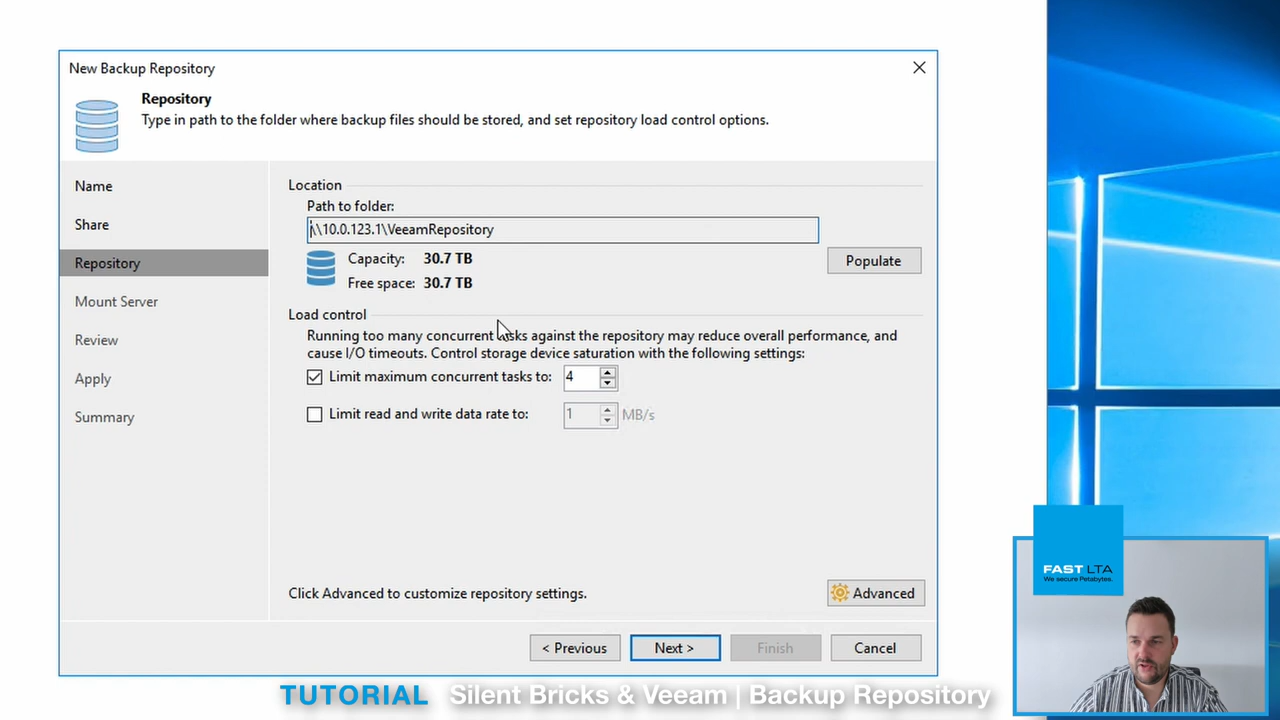 New Backup Repository
Repository
Type in path to the folder where backup files should be stored, and set repository load control options.
Name
Share
Repository
Mount Server
Review
Apply
Summary
Location
Path to folder:
\\10.0.123.1\VeeamRepository
Capacity: 30.7 TB
Free space: 30.7 TB
Populate
Load control
Running too many concurrent tasks against the repository may reduce overall performance, and
cause I/O timeouts. Control storage device saturation with the following settings:
Limit maximum concurrent tasks to: 4
Limit read and write data rate to: 1 MB/s
Click Advanced to customize repository settings.
Advanced
< Previous
Next >
Finish
Cancel
FAST LTA
We secure Petabytes.
TUTORIAL Silent Bricks & Veeam | Backup Repository